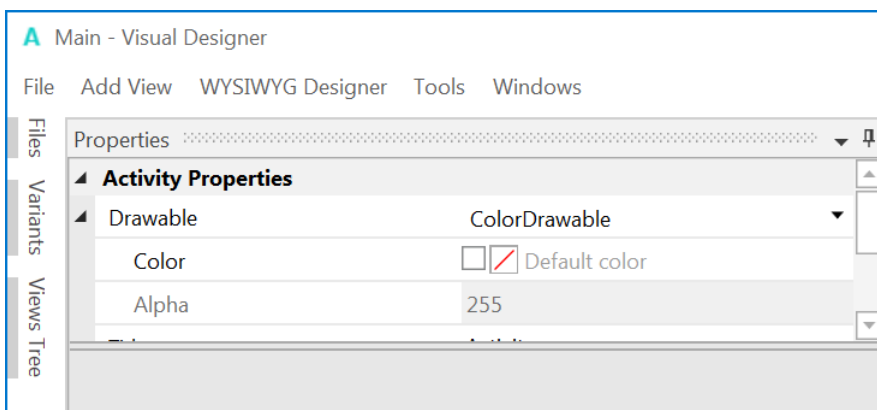 A Main - Visual Designer
File Add View WYSIWYG Designer Tools Windows
Files
Variants
Views Tree
Properties
Activity Properties
Drawable ColorDrawable
Color Default color
Alpha 255